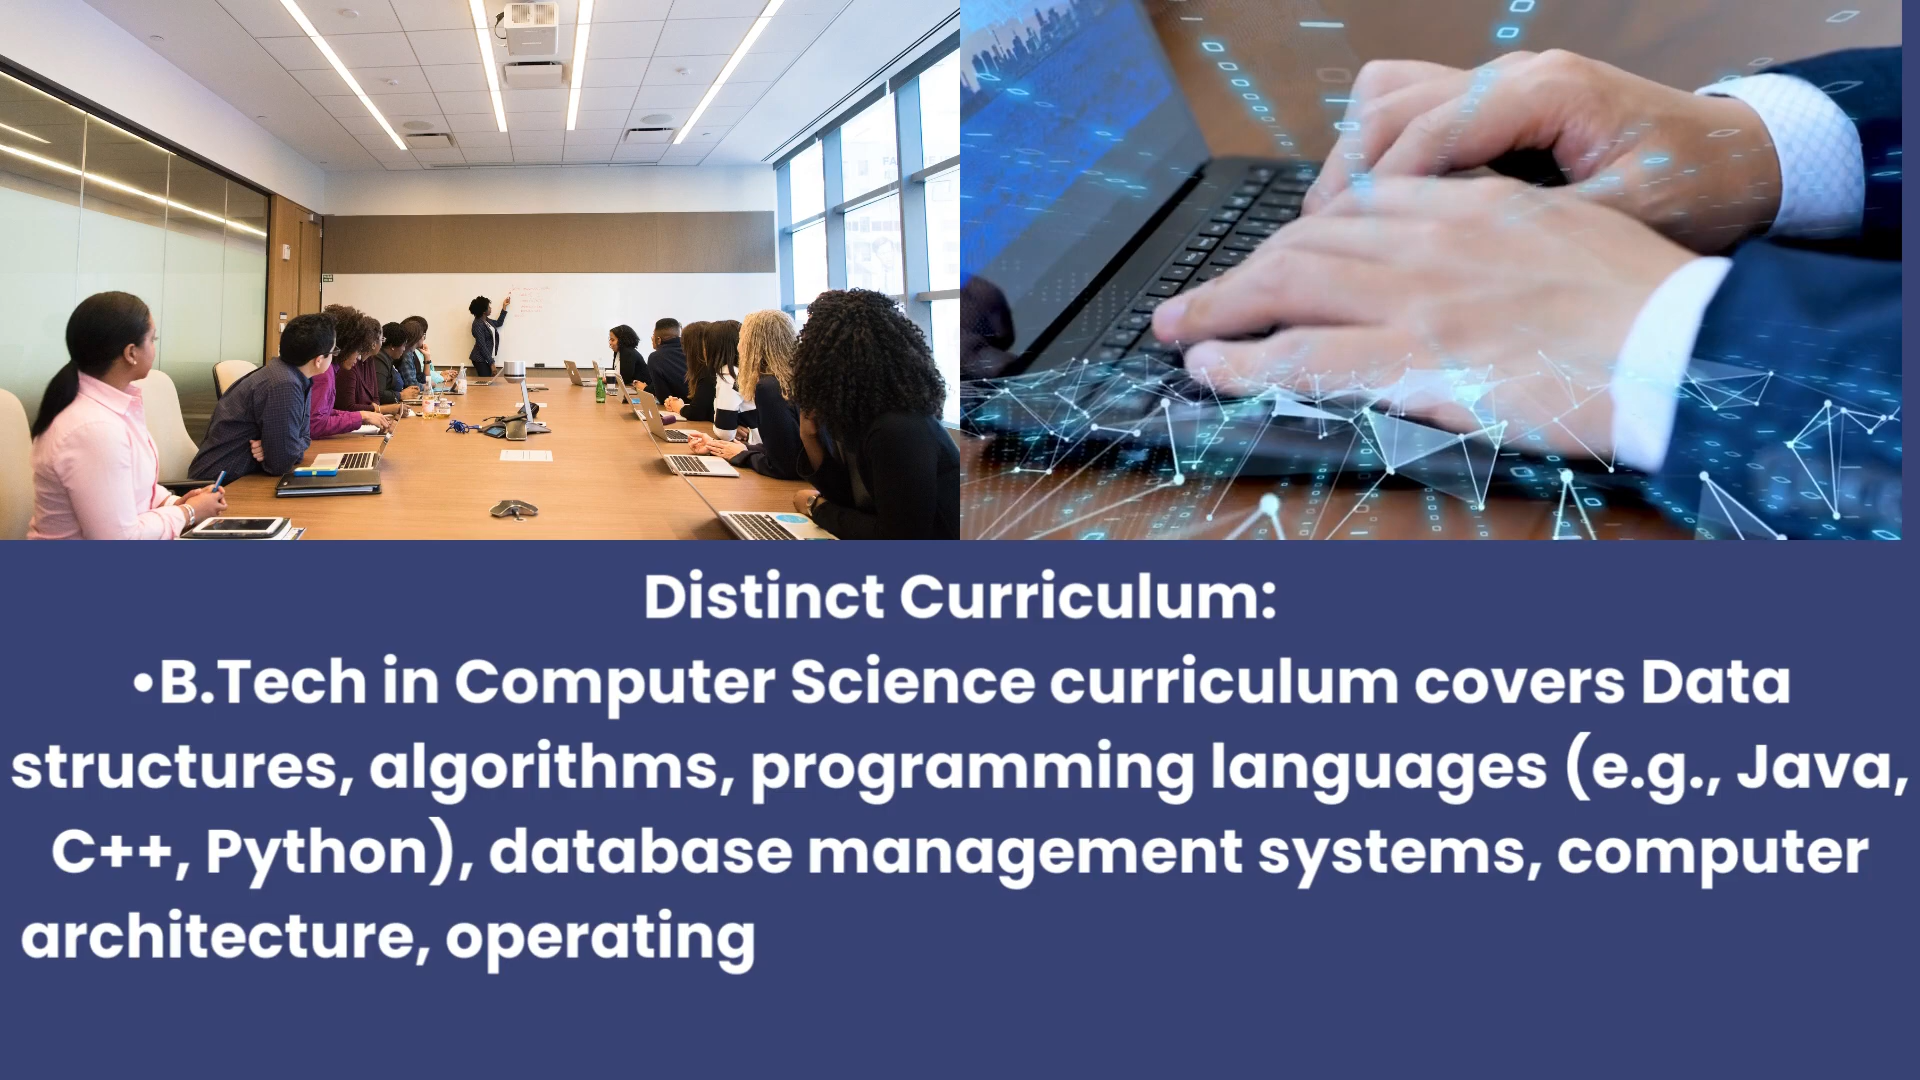 Distinct Curriculum:
•B.Tech in Computer Science curriculum covers Data
structures, algorithms, programming languages (e.g., Java,
C++, Python), database management systems, computer
architecture, operating